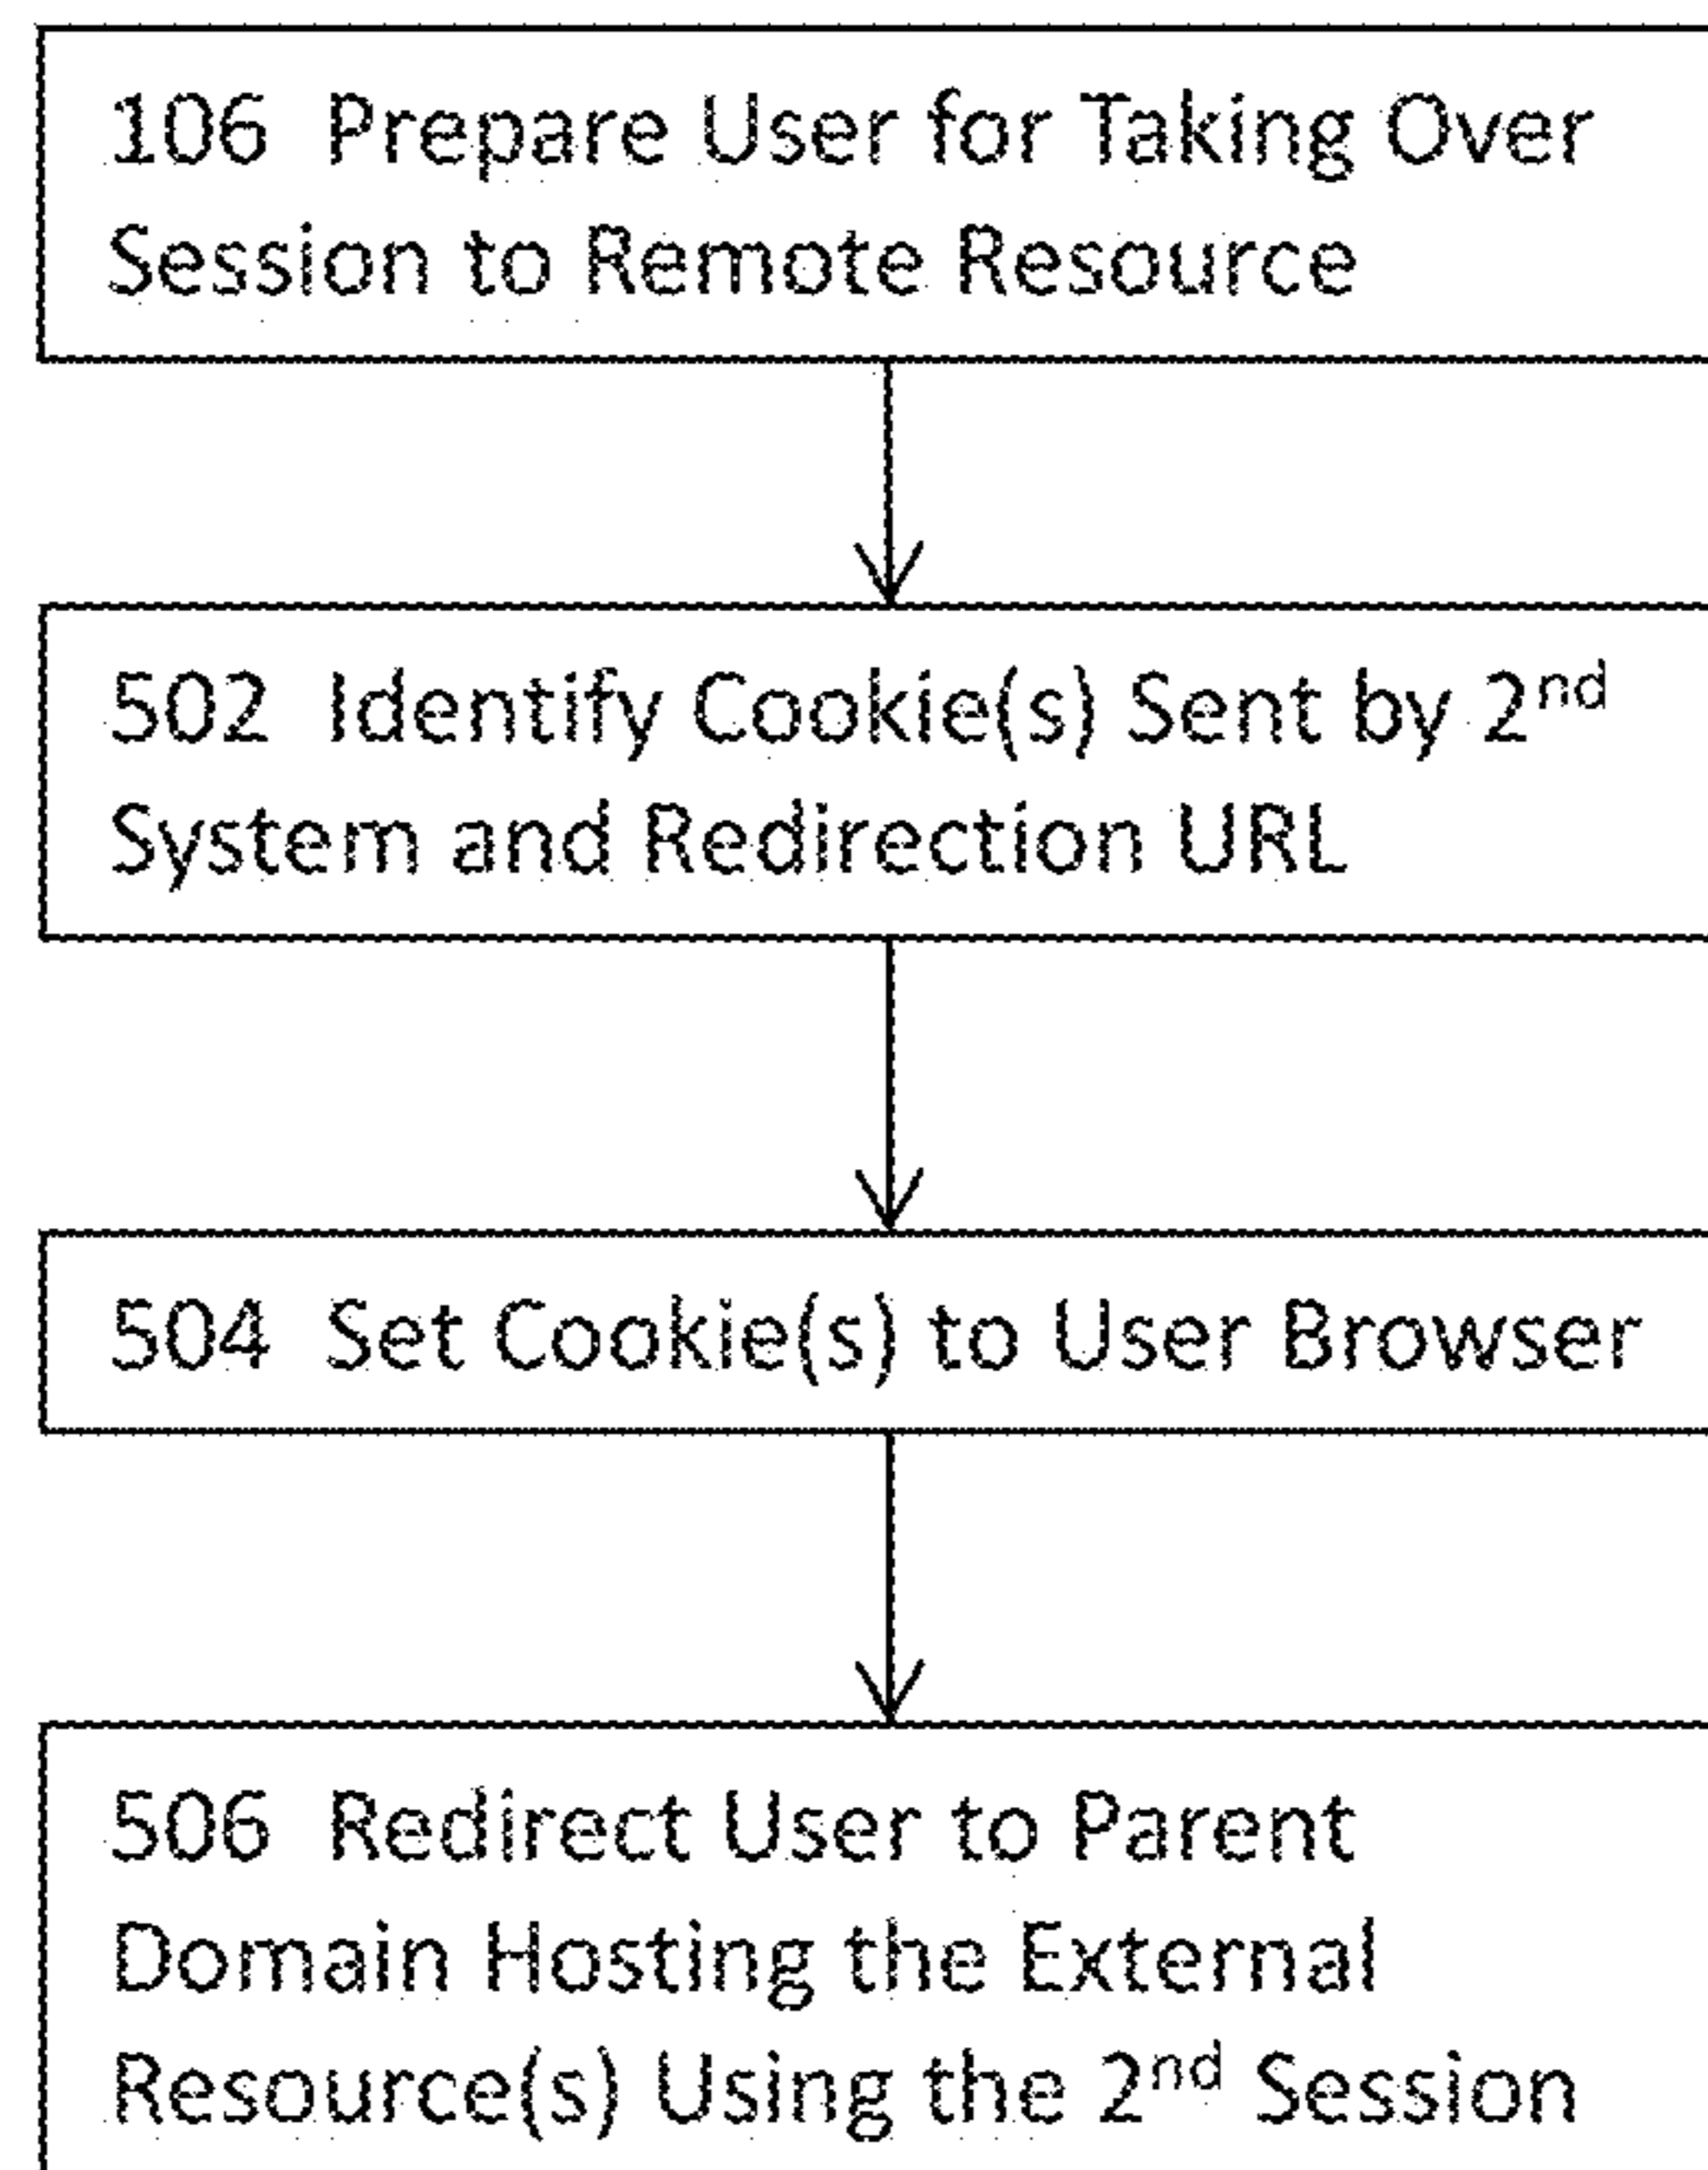 106 Prepare User for Taking Over
Session to Remote Resource
502 Identify Cookie(s) Sent by 2nd
System and Redirection URL
504 Set Cookie(s) to User Browser
506 Redirect User to Parent
Domain Hosting the External
Resource(s) Using the 2nd Session